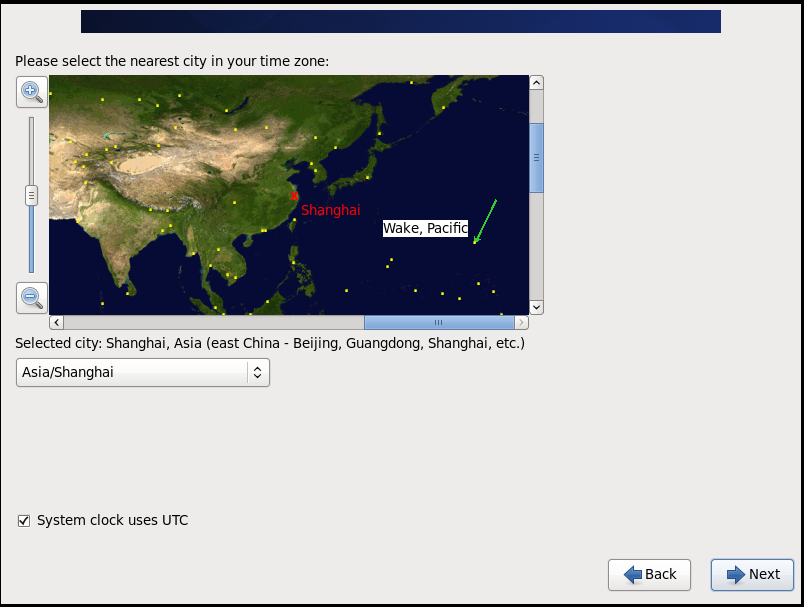 Please select the nearest city in your time zone:
Shanghai
Wake, Pacific
Selected city: Shanghai, Asia (east China - Beijing, Guangdong, Shanghai, etc.)
Asia/Shanghai
System clock uses UTC
Back
Next